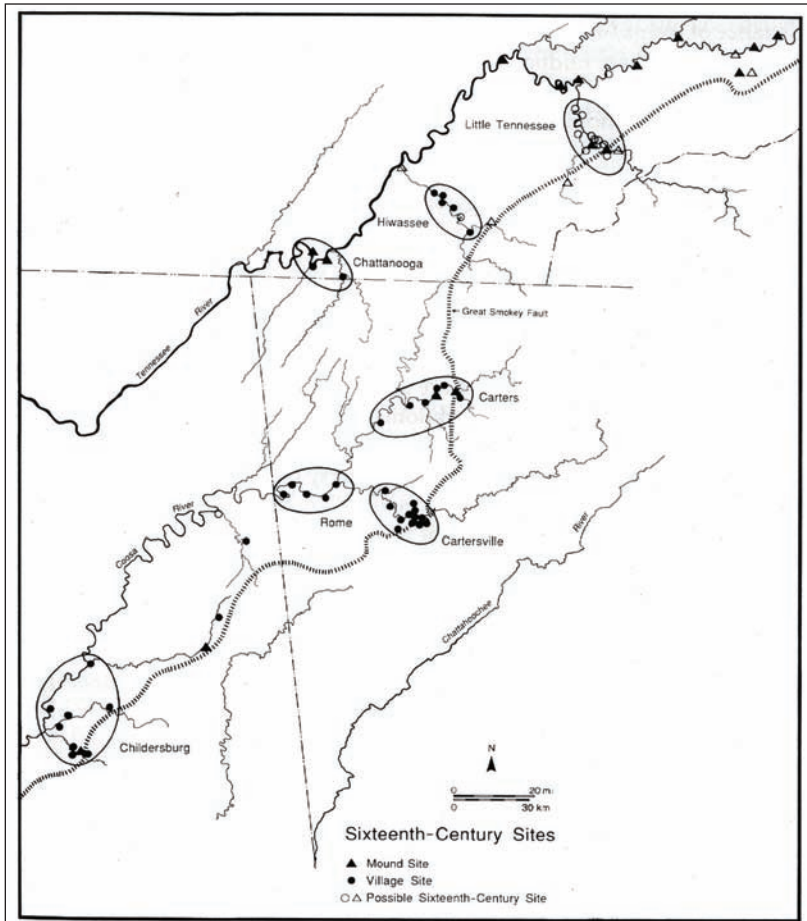 Little Tennessee
Hiwassee
Chattanooga
River
Tennessee
Great Smokey Fault
Carters
River
Coosa
Rome
Cartersville
River
Chattahoochee
Childersburg
N
0 20 mi
0 30 km
Sixteenth-Century Sites
Mound Site
Village Site
Possible Sixteenth-Century Site